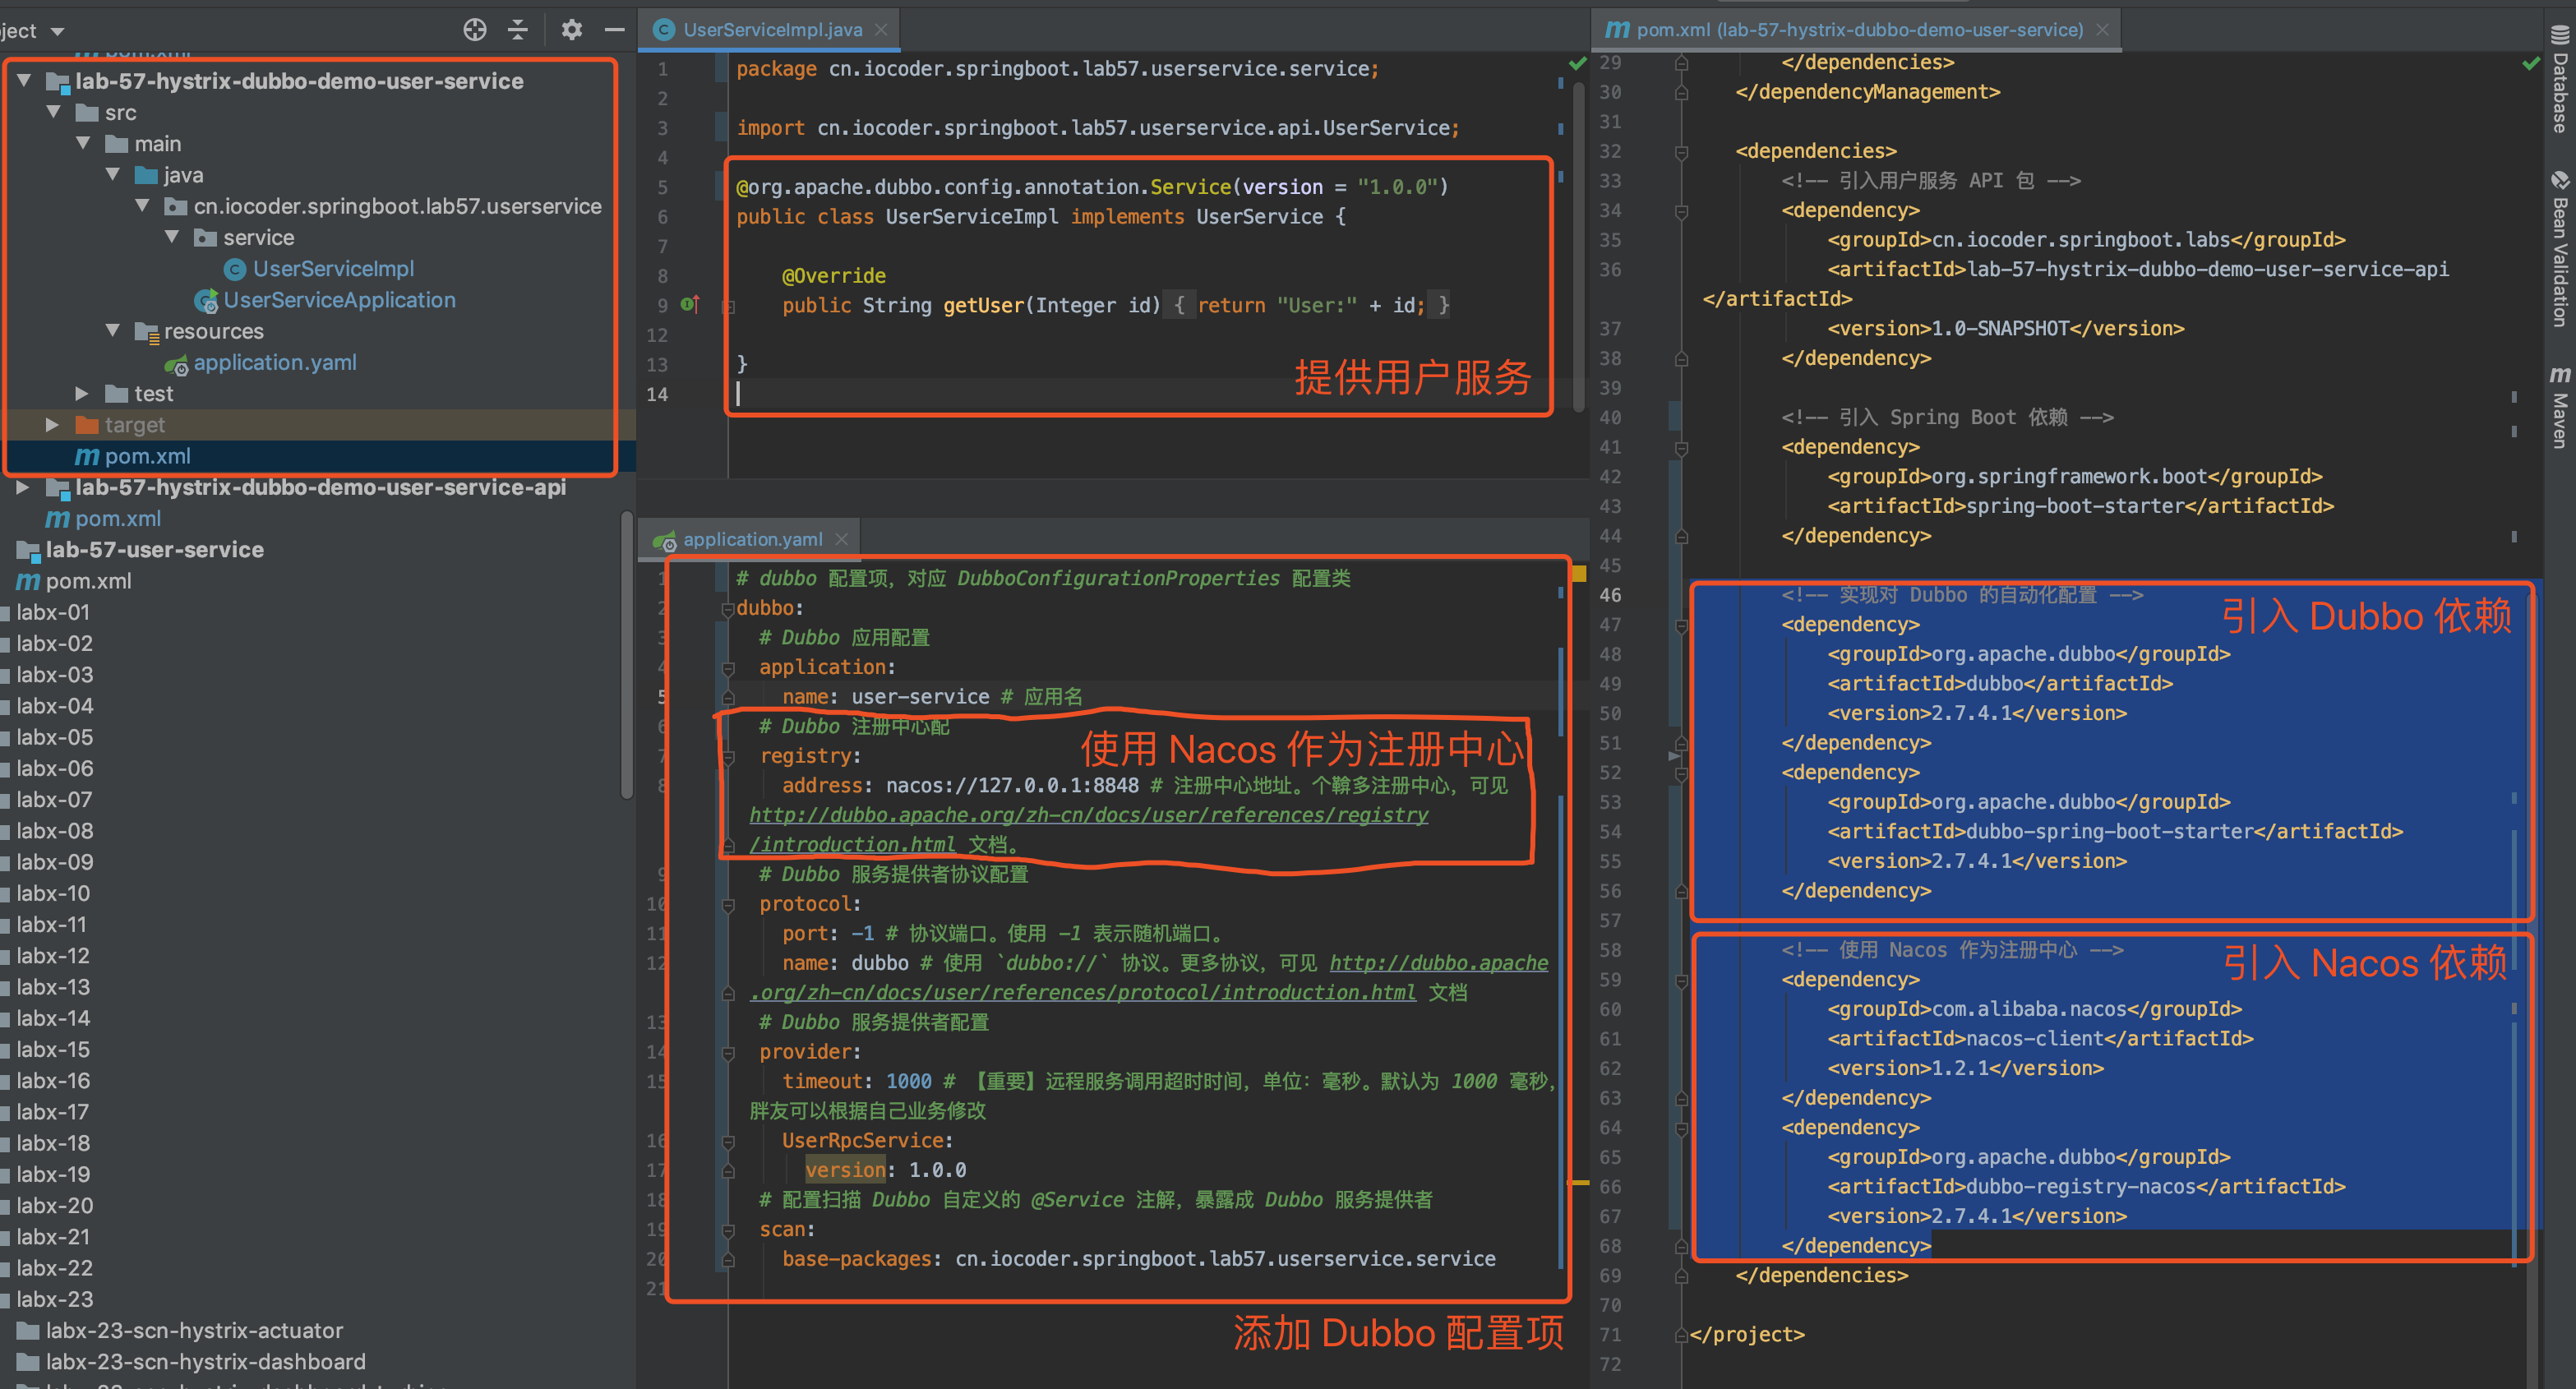 ject
pom.xml
lab-57-hystrix-dubbo-demo-user-service
src
main
java
cn.iocoder.springboot.lab57.userservice
service
UserServiceImpl
UserServiceApplication
resources
application.yaml
test
target
pom.xml
lab-57-hystrix-dubbo-demo-user-service-api
pom.xml
lab-57-user-service
pom.xml
labx-01
labx-02
labx-03
labx-04
labx-05
labx-06
labx-07
labx-08
labx-09
labx-10
labx-11
labx-12
labx-13
labx-14
labx-15
labx-16
labx-17
labx-18
labx-19
labx-20
labx-21
labx-22
labx-23
labx-23-scn-hystrix-actuator
labx-23-scn-hystrix-dashboard
UserServiceImpl.java
1 package cn.iocoder.springboot.lab57.userservice.service;
2
3 import cn.iocoder.springboot.lab57.userservice.api.UserService;
4
5 @org.apache.dubbo.config.annotation.Service(version = "1.0.0")
6 public class UserServiceImpl implements UserService {
7
8 @Override
9 public String getUser(Integer id) { return "User:" + id; }
12
13 }
14
提供用户服务
application.yaml
1 # dubbo 配置项，对应 DubboConfigurationProperties 配置类
2 dubbo:
3 # Dubbo 应用配置
4 application:
5 name: user-service # 应用名
6 # Dubbo 注册中心配
7 registry:
使用 Nacos 作为注册中心
8 address: nacos://127.0.0.1:8848 # 注册中心地址。个鞥多注册中心，可见
http://dubbo.apache.org/zh-cn/docs/user/references/registry
/introduction.html 文档。
9 # Dubbo 服务提供者协议配置
10 protocol:
11 port: -1 # 协议端口。使用 -1 表示随机端口。
12 name: dubbo # 使用 `dubbo://` 协议。更多协议，可见 http://dubbo.apache
.org/zh-cn/docs/user/references/protocol/introduction.html 文档
13 # Dubbo 服务提供者配置
14 provider:
15 timeout: 1000 # 【重要】远程服务调用超时时间，单位：毫秒。默认为 1000 毫秒，
胖友可以根据自己业务修改
16 UserRpcService:
17 version: 1.0.0
18 # 配置扫描 Dubbo 自定义的 @Service 注解，暴露成 Dubbo 服务提供者
19 scan:
20 base-packages: cn.iocoder.springboot.lab57.userservice.service
21
添加 Dubbo 配置项
pom.xml (lab-57-hystrix-dubbo-demo-user-service)
29 </dependencies>
30 </dependencyManagement>
31
32 <dependencies>
33 <!-- 引入用户服务 API 包 -->
34 <dependency>
35 <groupId>cn.iocoder.springboot.labs</groupId>
36 <artifactId>lab-57-hystrix-dubbo-demo-user-service-api
</artifactId>
37 <version>1.0-SNAPSHOT</version>
38 </dependency>
39
40 <!-- 引入 Spring Boot 依赖 -->
41 <dependency>
42 <groupId>org.springframework.boot</groupId>
43 <artifactId>spring-boot-starter</artifactId>
44 </dependency>
45
46 <!-- 实现对 Dubbo 的自动化配置 -->
引入 Dubbo 依赖
47 <dependency>
48 <groupId>org.apache.dubbo</groupId>
49 <artifactId>dubbo</artifactId>
50 <version>2.7.4.1</version>
51 </dependency>
52 <dependency>
53 <groupId>org.apache.dubbo</groupId>
54 <artifactId>dubbo-spring-boot-starter</artifactId>
55 <version>2.7.4.1</version>
56 </dependency>
57
58 <!-- 使用 Nacos 作为注册中心 -->
引入 Nacos 依赖
59 <dependency>
60 <groupId>com.alibaba.nacos</groupId>
61 <artifactId>nacos-client</artifactId>
62 <version>1.2.1</version>
63 </dependency>
64 <dependency>
65 <groupId>org.apache.dubbo</groupId>
66 <artifactId>dubbo-registry-nacos</artifactId>
67 <version>2.7.4.1</version>
68 </dependency>
69 </dependencies>
70
71 </project>
72
Database
Bean Validation
Maven